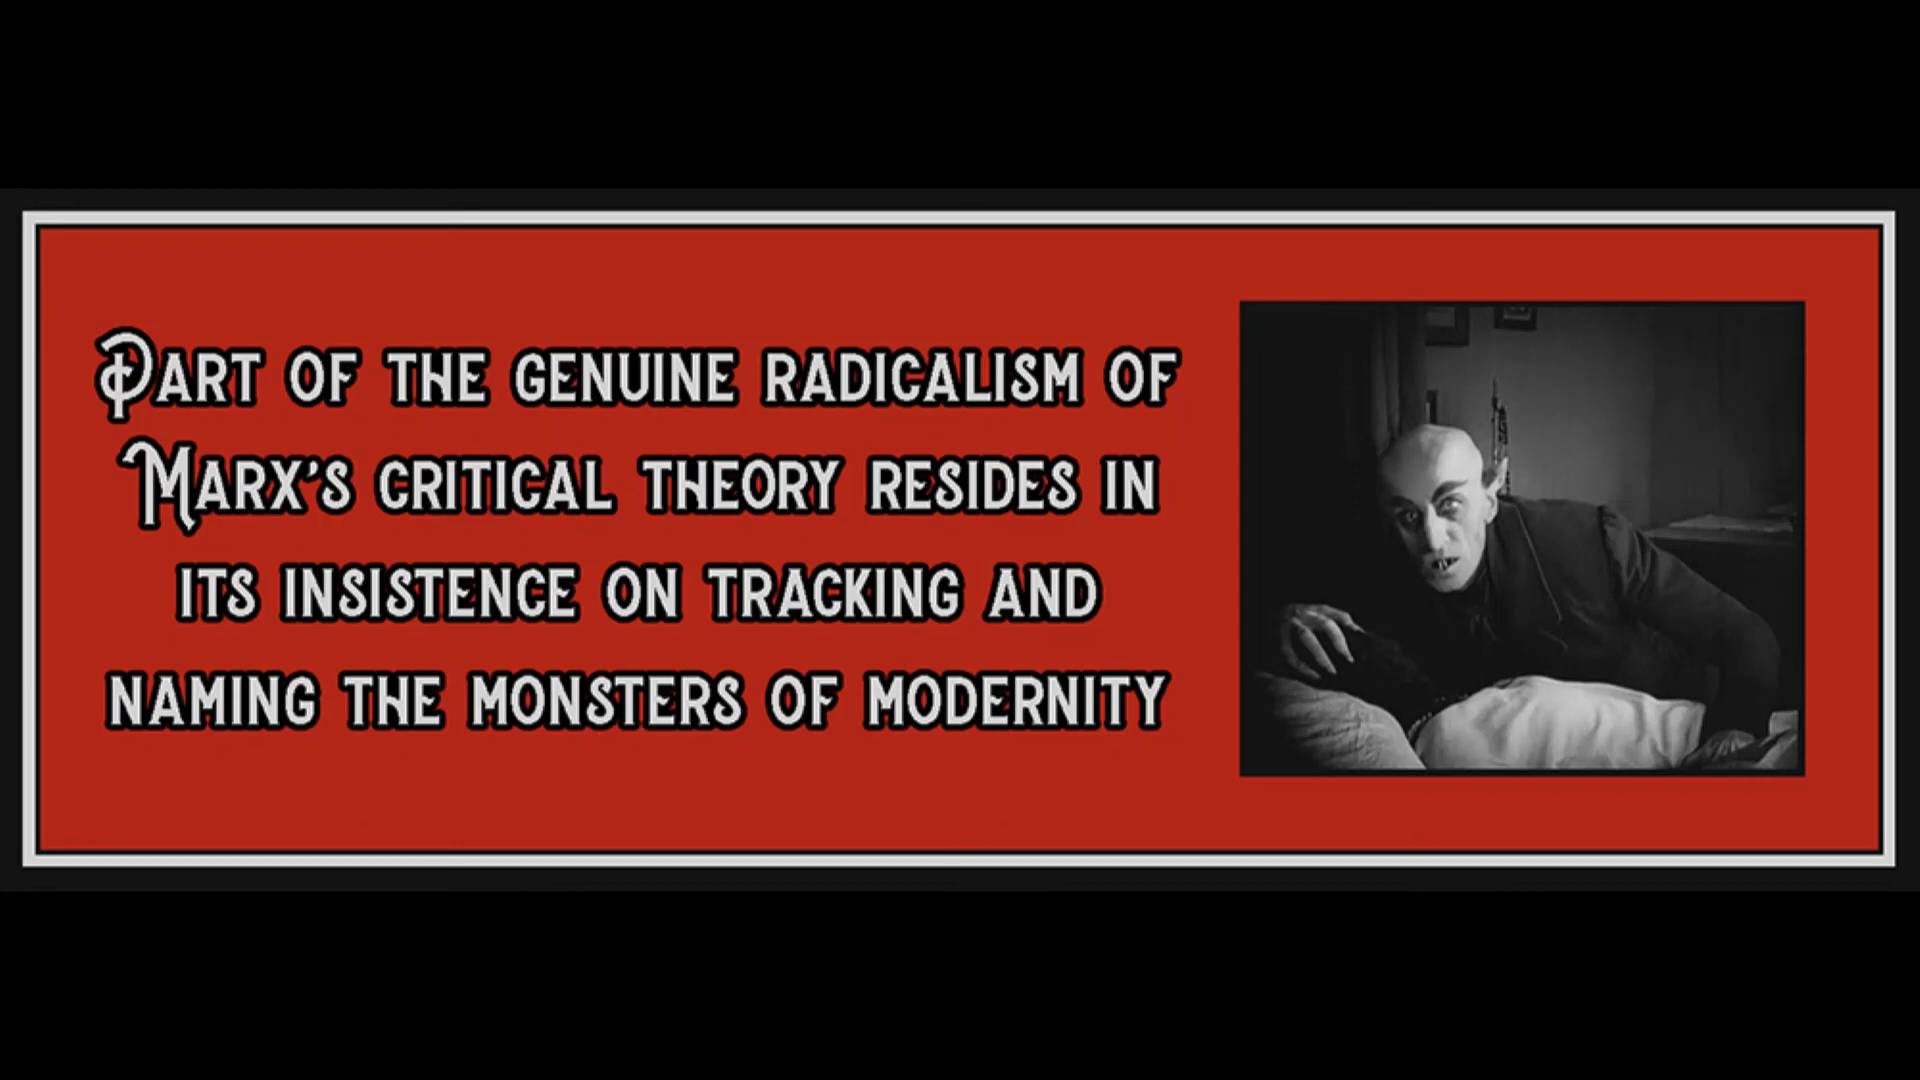 Part of the genuine radicalism of
Marx's critical theory resides in
its insistence on tracking and
naming the monsters of modernity